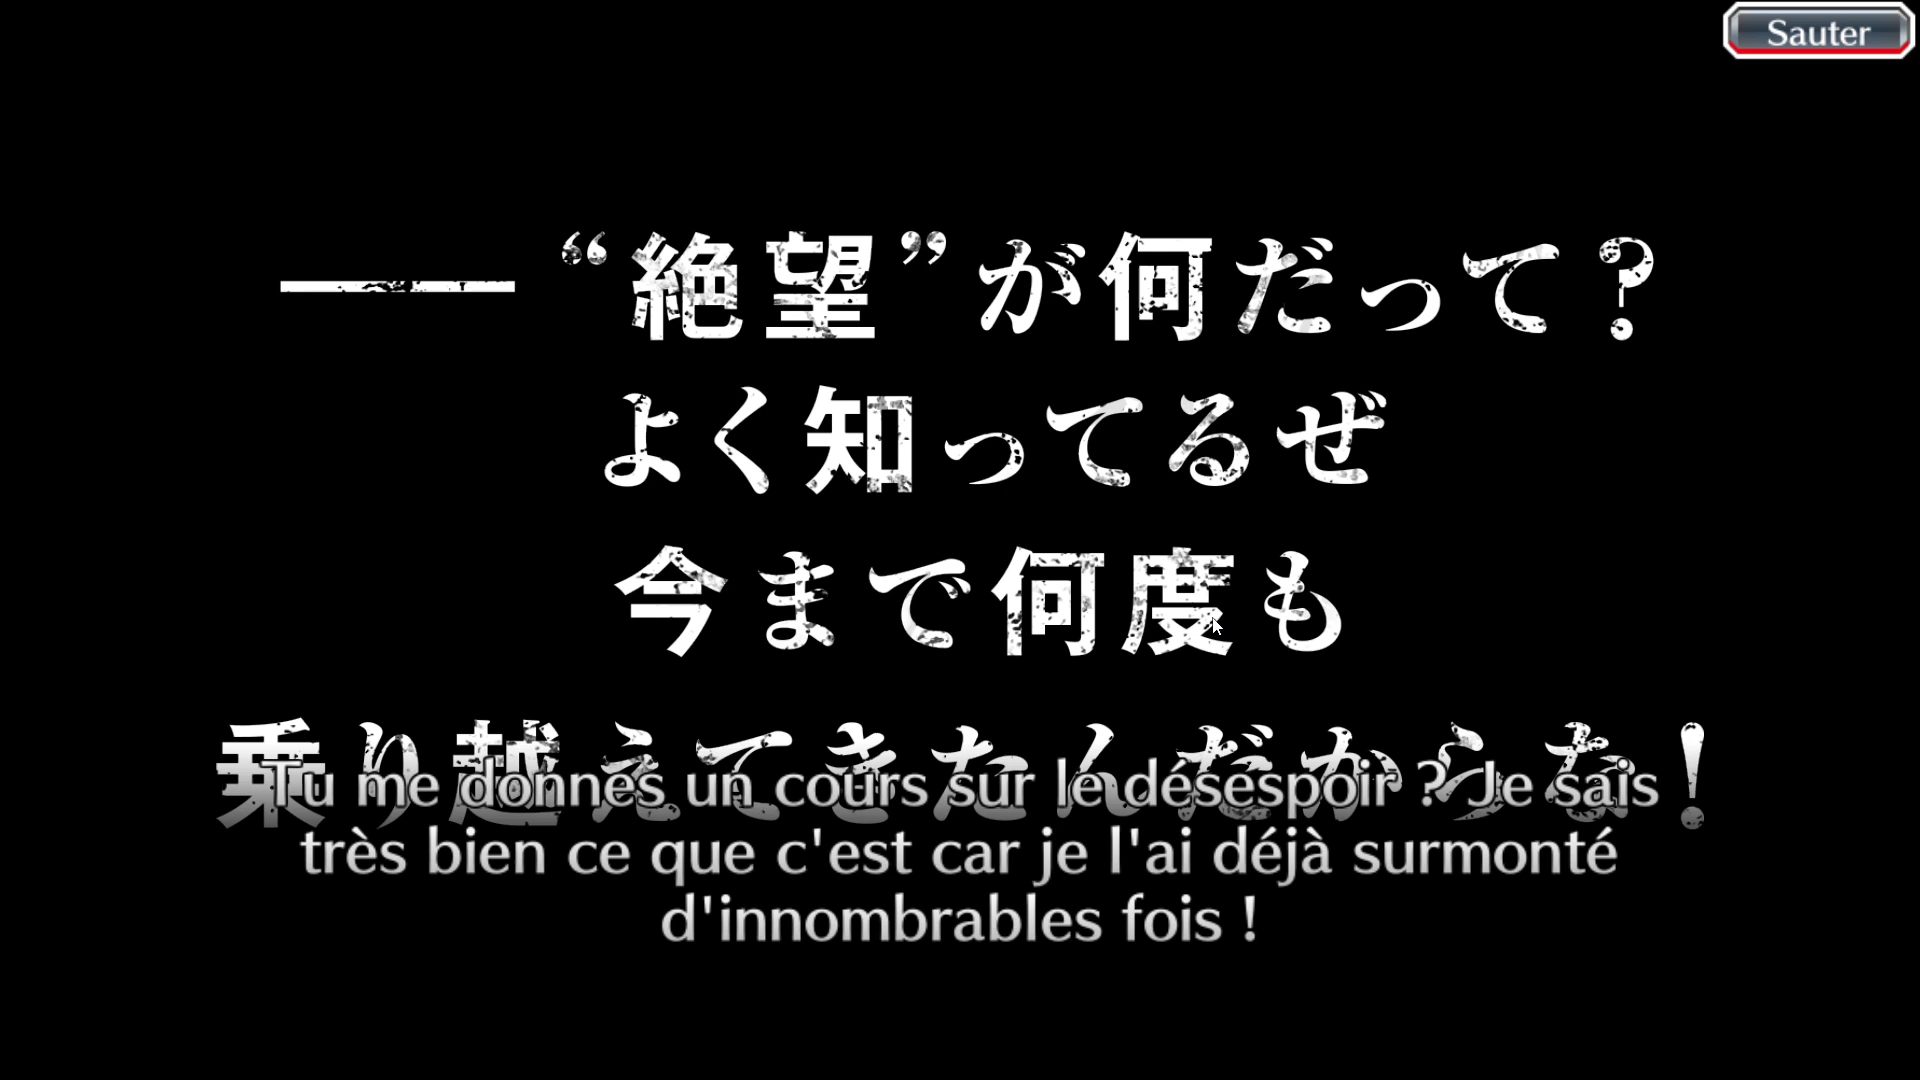 Sauter
――“絶望”が何だって？
よく知ってるぜ
今まで何度も
乗り越えてきたんだからな！
Tu me donnes un cours sur le désespoir ? Je sais
très bien ce que c'est car je l'ai déjà surmonté
d'innombrables fois !